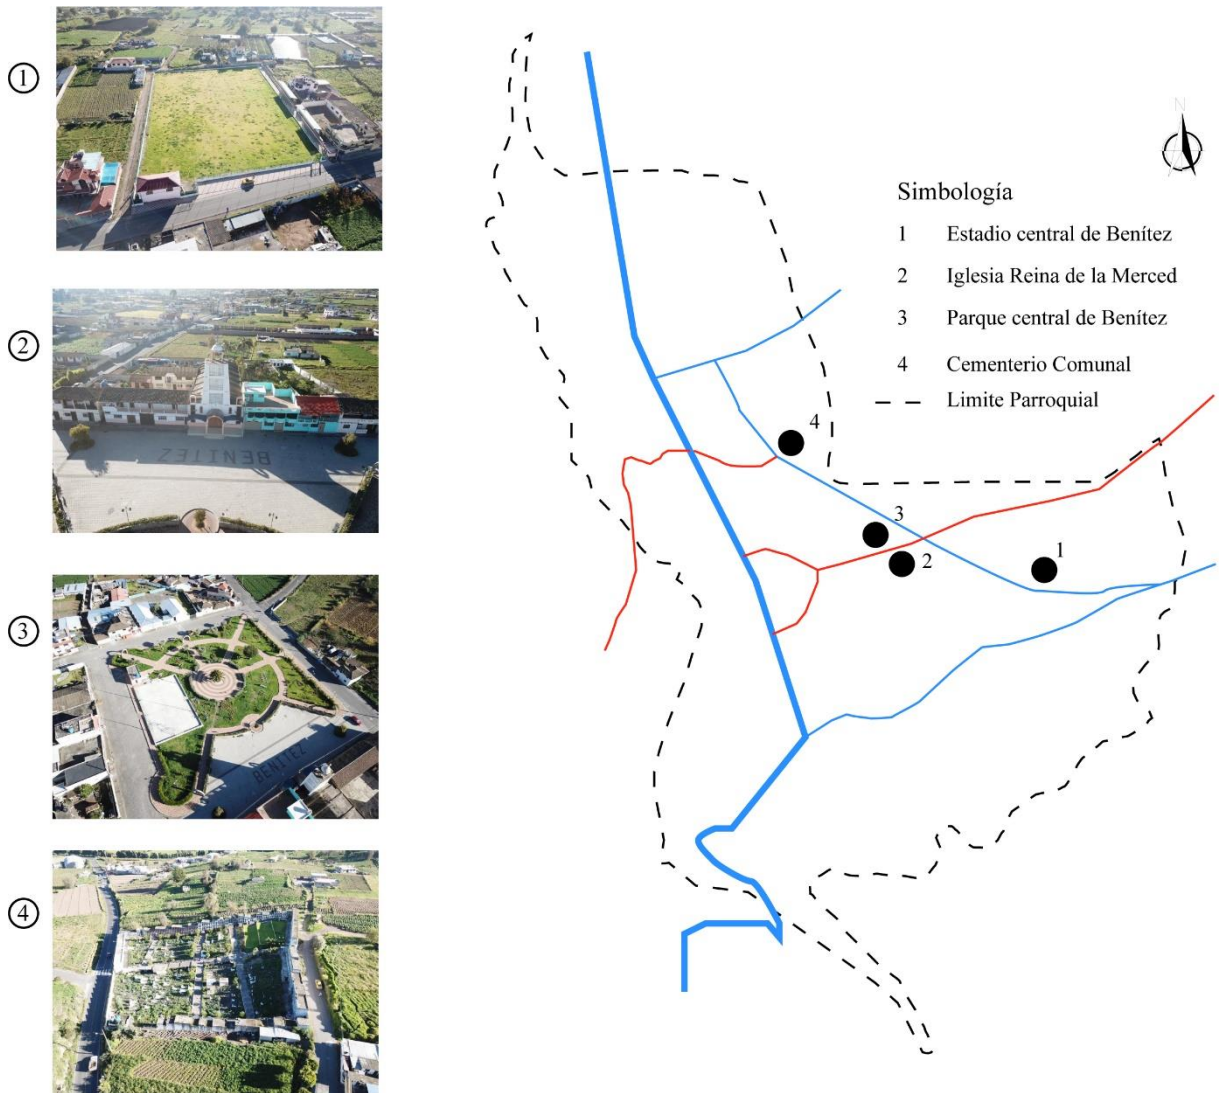 1
2
BENITEZ
3
BENITEZ
4
N
Simbología
1 Estadio central de Benítez
2 Iglesia Reina de la Merced
3 Parque central de Benítez
4 Cementerio Comunal
Limite Parroquial
4
3
2
1